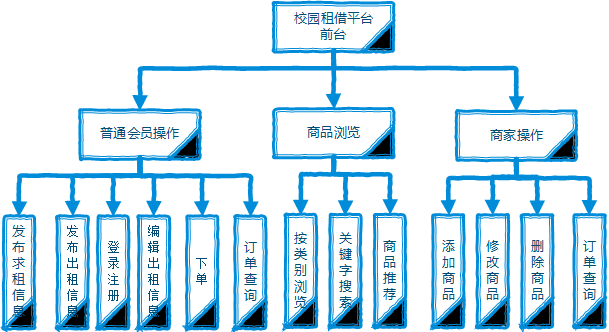 校园租借平台
前台
普通会员操作
商品浏览
商家操作
发布求租信息
发布出租信息
登录注册
编辑出租信息
下单
订单查询
按类别浏览
关键字搜索
商品推荐
添加商品
修改商品
删除商品
订单查询